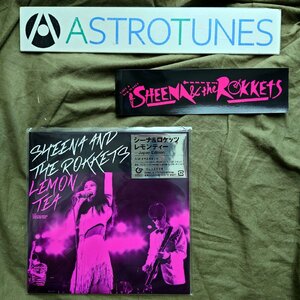 ASTROTUNES
SHEENA & the ROKKETS
SHEENA AND
THE ROKKETS
LEMON
TEA
シーナ&ロケッツ
レモンティー